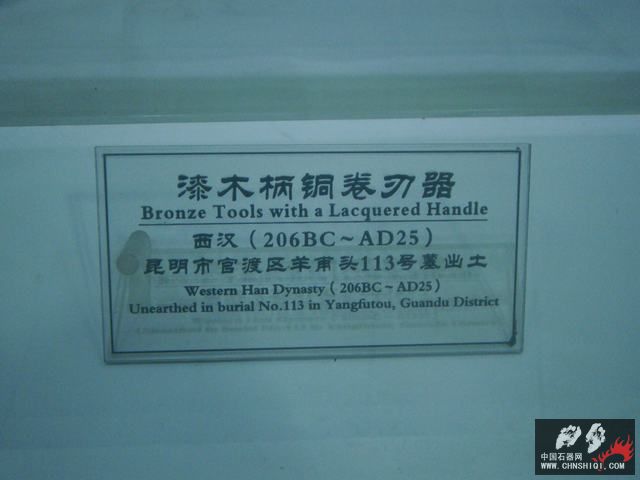 漆木柄铜卷刃器
Bronze Tools with a Lacquered Handle
西汉（206BC～AD25）
昆明市官渡区羊甫头113号墓出土
Western Han Dynasty ( 206BC ~ AD25 )
Unearthed in burial No.113 in Yangfutou, Guandu District
中国石器网
www.CHNSHIQI.COM